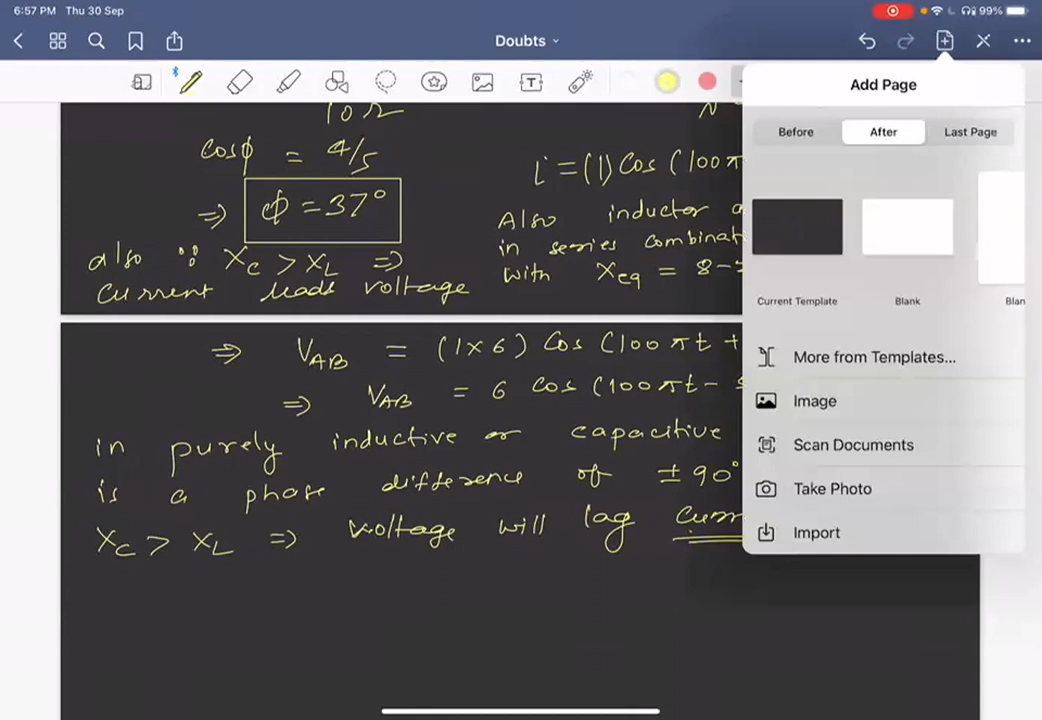 6:57 PM Thu 30 Sep
99%
Doubts
10Ω
cosφ = 4/5
⇒ φ = 37°
also ∵ XC > XL ⇒
current leads voltage
i = (1) Cos (100π
Also inductor
in series combinat
with Xeq = 8-
⇒ VAB = (1×6) Cos (100πt +
⇒ VAB = 6 cos (100πt -
in purely inductive or capacitive
is a phase difference of ±90°
XC > XL ⇒ voltage will lag curr
Add Page
Before After Last Page
Current Template Blank Blan
More from Templates...
Image
Scan Documents
Take Photo
Import